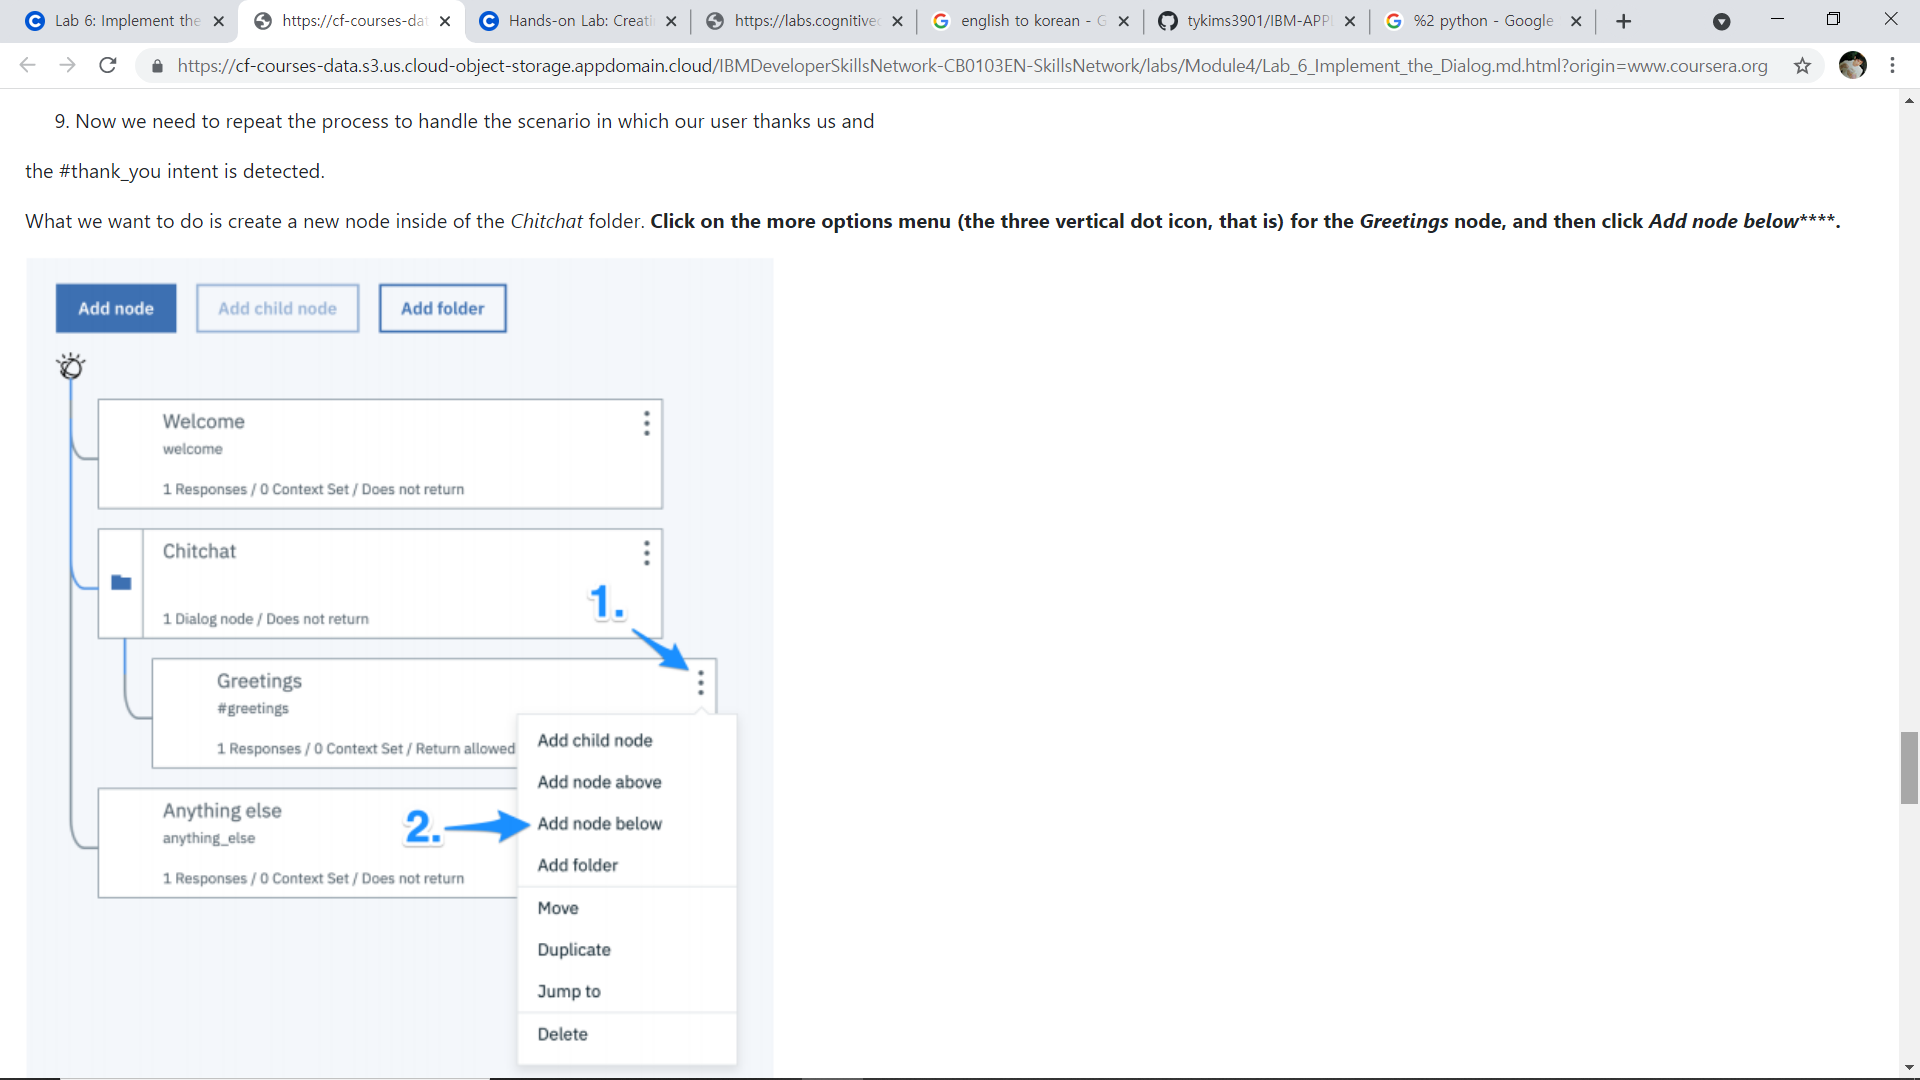 Lab 6: Implement the
https://cf-courses-dat
Hands-on Lab: Creati
https://labs.cognitivec
english to korean - G
tykims3901/IBM-APPL
%2 python - Google
https://cf-courses-data.s3.us.cloud-object-storage.appdomain.cloud/IBMDeveloperSkillsNetwork-CB0103EN-SkillsNetwork/labs/Module4/Lab_6_Implement_the_Dialog.md.html?origin=www.coursera.org
9. Now we need to repeat the process to handle the scenario in which our user thanks us and
the #thank_you intent is detected.
What we want to do is create a new node inside of the Chitchat folder. Click on the more options menu (the three vertical dot icon, that is) for the Greetings node, and then click Add node below****.
Add node
Add child node
Add folder
Welcome
welcome
1 Responses / 0 Context Set / Does not return
Chitchat
1 Dialog node / Does not return
1.
Greetings
#greetings
1 Responses / 0 Context Set / Return allowed
Add child node
Add node above
2.
Add node below
Add folder
Move
Duplicate
Jump to
Delete
Anything else
anything_else
1 Responses / 0 Context Set / Does not return